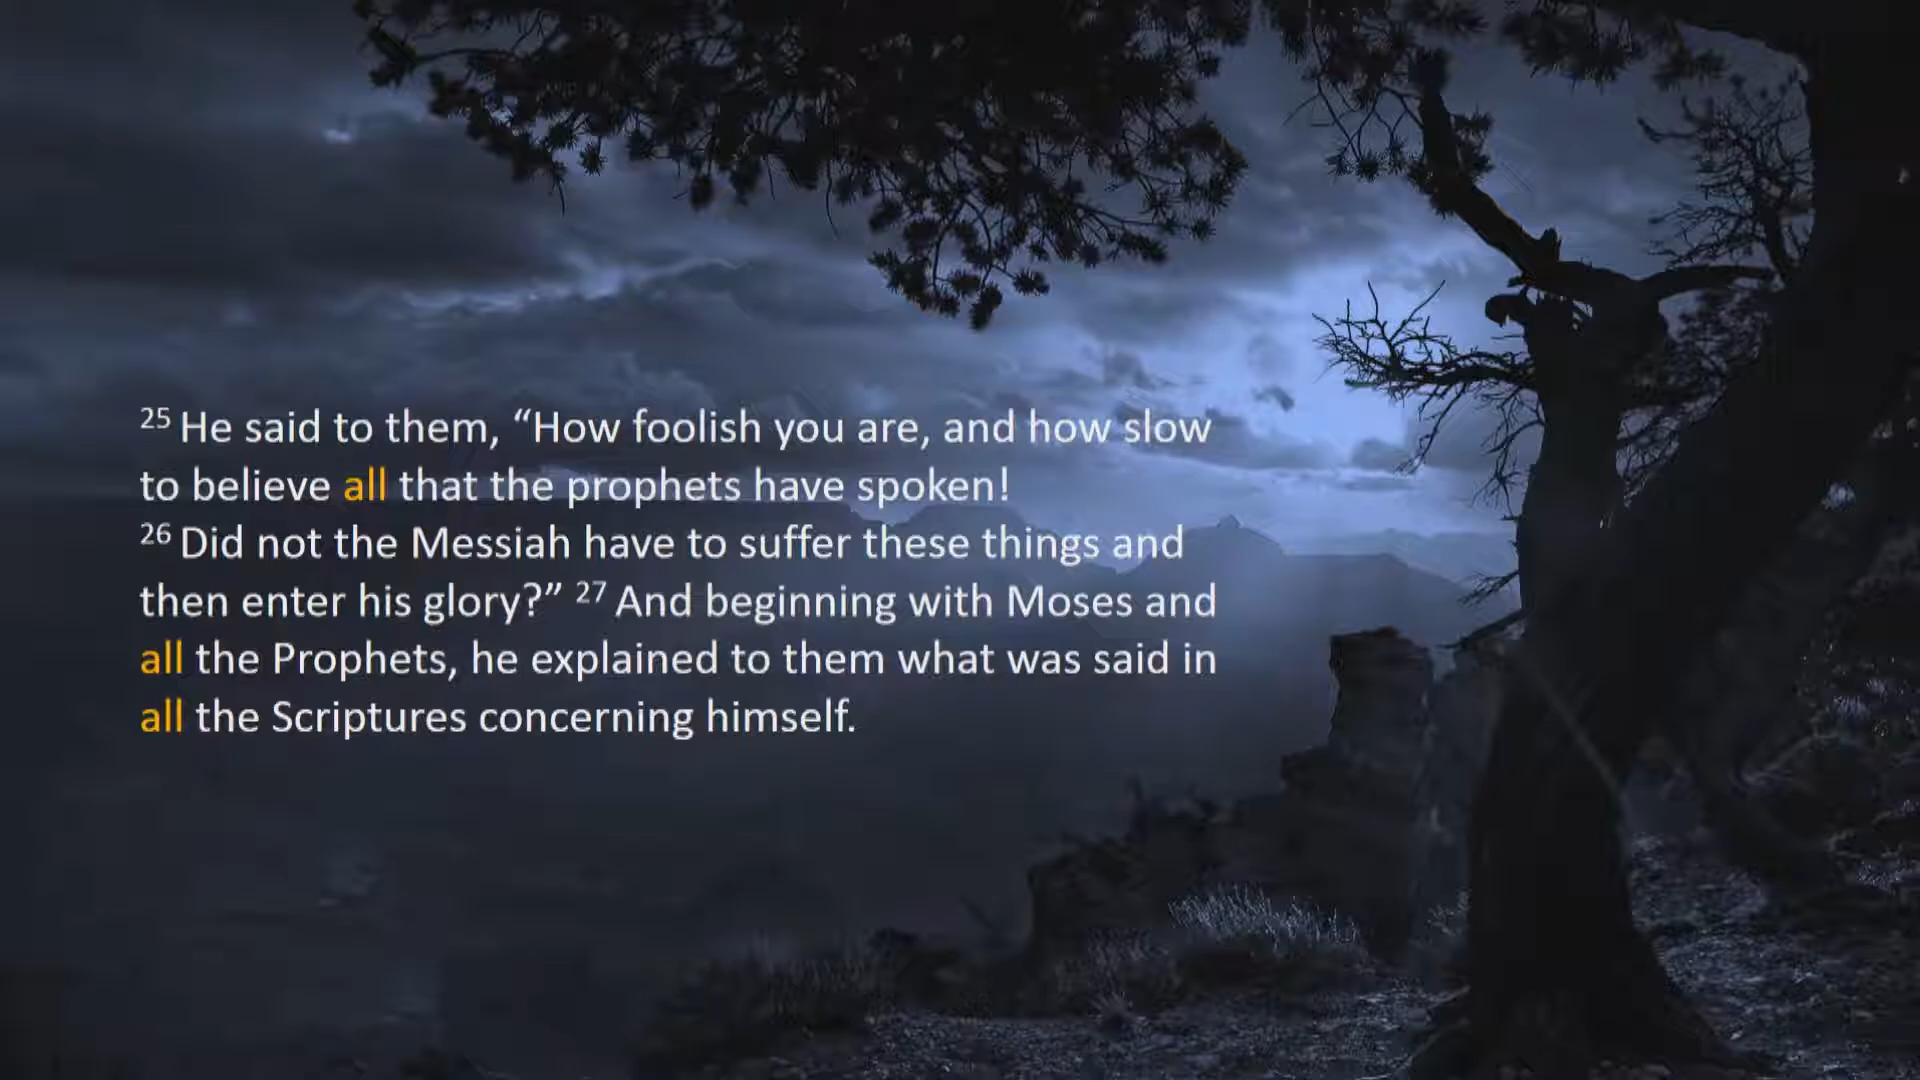 25 He said to them, “How foolish you are, and how slow
to believe all that the prophets have spoken!
26 Did not the Messiah have to suffer these things and
then enter his glory?” 27 And beginning with Moses and
all the Prophets, he explained to them what was said in
all the Scriptures concerning himself.